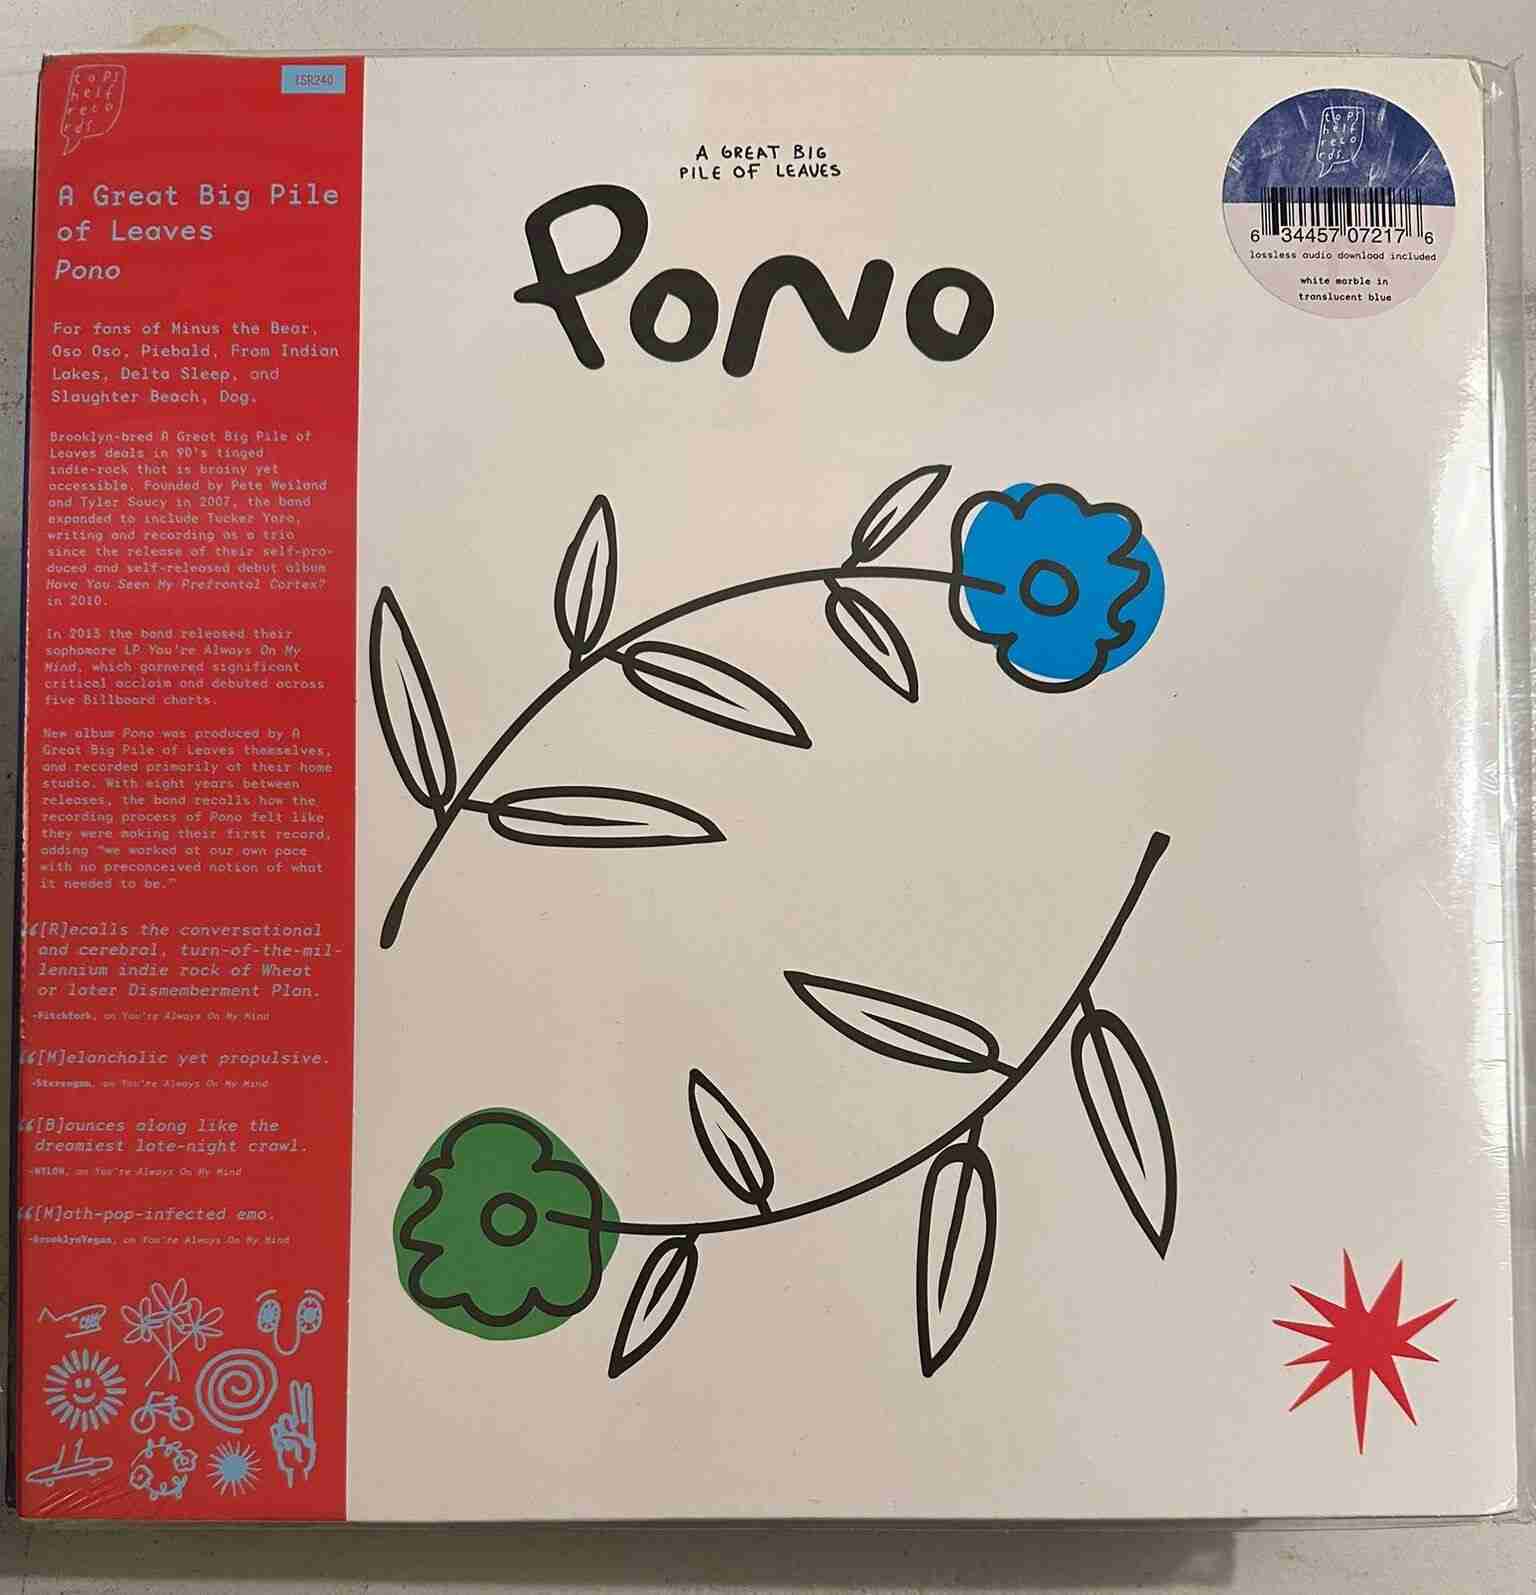 topS
helf
reco
rds.
TSR240
A Great Big Pile
of Leaves
Pono
For fans of Minus the Bear,
Oso Oso, Piebald, From Indian
Lakes, Delta Sleep, and
Slaughter Beach, Dog.
Brooklyn-bred A Great Big Pile of
Leaves deals in 90's tinged
indie-rock that is brainy yet
accessible. Founded by Pete Weiland
and Tyler Soucy in 2007, the band
expanded to include Tucker Yaro,
writing and recording as a trio
since the release of their self-pro-
duced and self-released debut album
Have You Seen My Prefrontal Cortex?
in 2010.
In 2013 the band released their
sophomore LP You're Always On My
Mind, which garnered significant
critical acclaim and debuted across
five Billboard charts.
New album Pono was produced by A
Great Big Pile of Leaves themselves,
and recorded primarily at their home
studio. With eight years between
releases, the band recalls how the
recording process of Pono felt like
they were making their first record,
adding "we worked at our own pace
with no preconceived notion of what
it needed to be."
“[R]ecalls the conversational
and cerebral, turn-of-the-mil-
lennium indie rock of Wheat
or later Dismemberment Plan.
-Pitchfork, on You're Always On My Mind
“[M]elancholic yet propulsive.
-Stereogum, on You're Always On My Mind
“[B]ounces along like the
dreamiest late-night crawl.
-NYLON, on You're Always On My Mind
“[M]ath-pop-infected emo.
-BrooklynVegan, on You're Always On My Mind
A GREAT BIG
PILE OF LEAVES
Pono
topS
helf
reco
rds.
6 34457 07217 6
lossless audio download included
white marble in
translucent blue